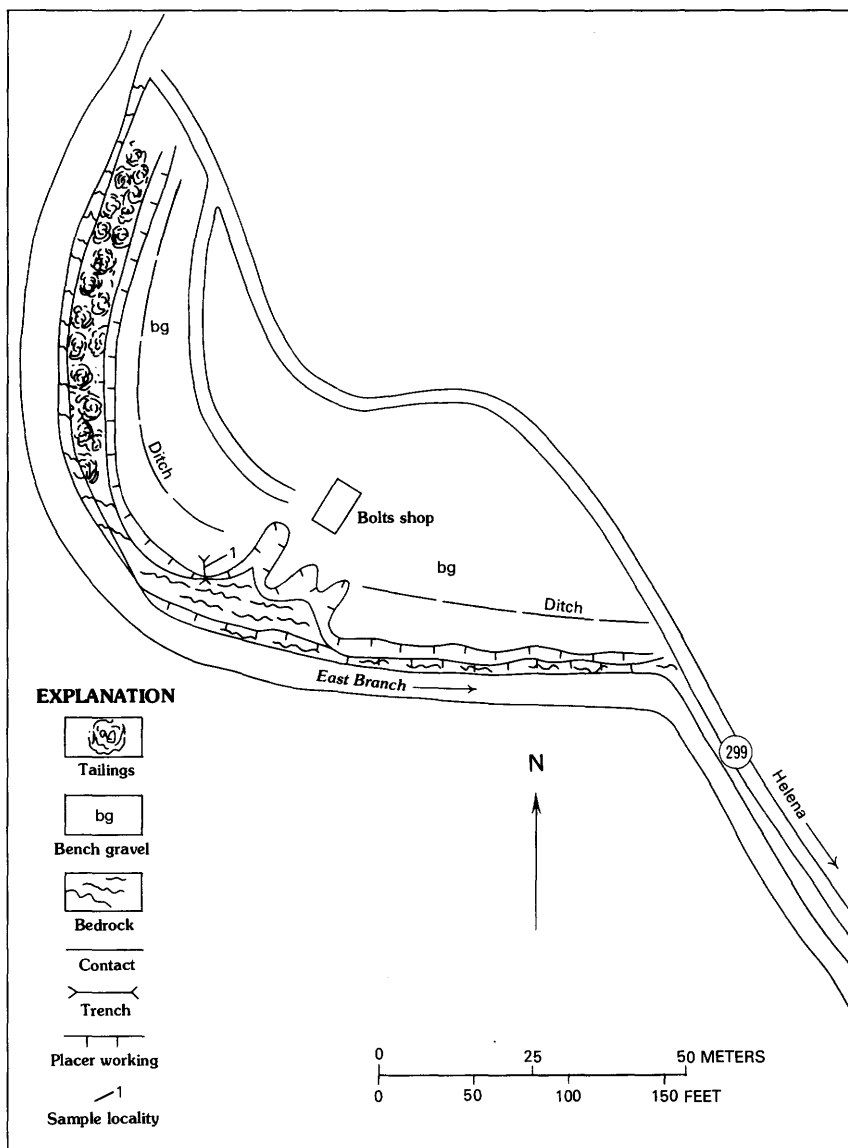 bg
Ditch
1
Bolts shop
bg
Ditch
East Branch
299
Helena
N
EXPLANATION
Tailings
bg
Bench gravel
Bedrock
Contact
Trench
Placer working
1
Sample locality
0 25 50 METERS
0 50 100 150 FEET